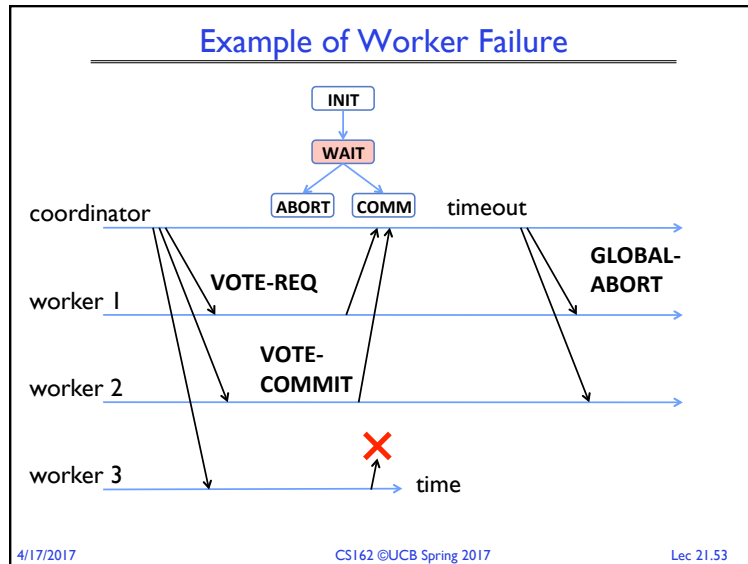 Example of Worker Failure
INIT
WAIT
ABORT
COMM
coordinator
timeout
VOTE-REQ
GLOBAL-
ABORT
worker 1
VOTE-
COMMIT
worker 2
worker 3
time
4/17/2017
CS162 ©UCB Spring 2017
Lec 21.53